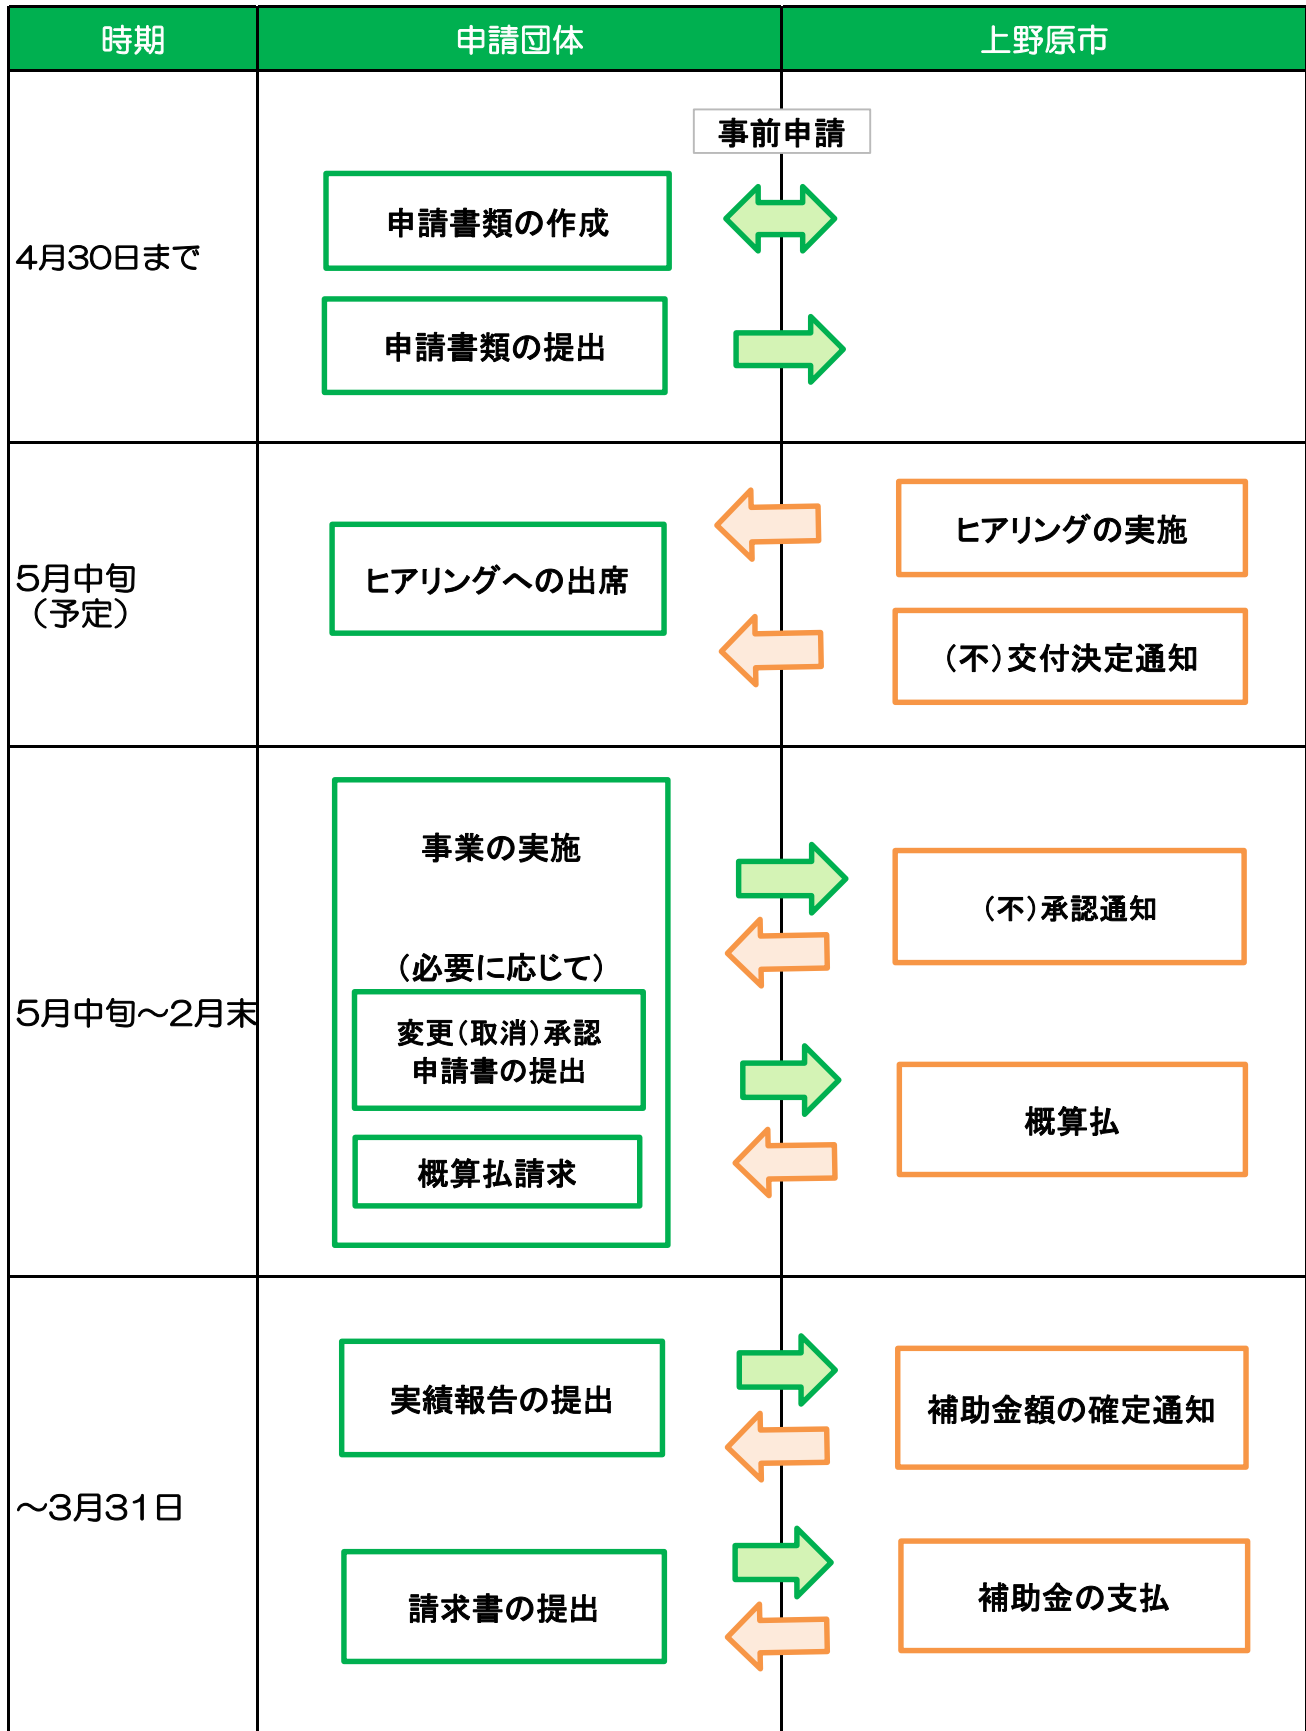 時期
申請団体
上野原市
4月30日まで
事前申請
申請書類の作成
申請書類の提出
5月中旬
(予定)
ヒアリングへの出席
ヒアリングの実施
(不)交付決定通知
5月中旬～2月末
事業の実施
(必要に応じて)
変更(取消)承認
申請書の提出
概算払請求
(不)承認通知
概算払
～3月31日
実績報告の提出
請求書の提出
補助金額の確定通知
補助金の支払